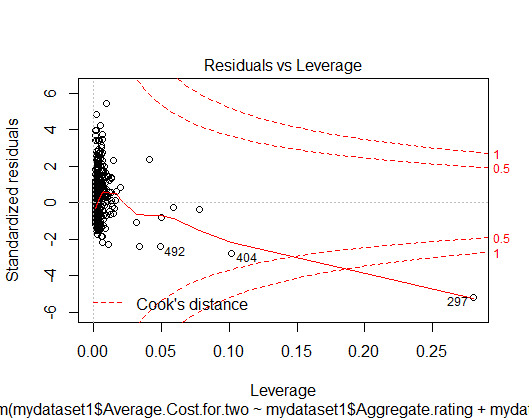 Residuals vs Leverage
Standardized residuals
6
4
2
0
-2
-4
-6
1
0.5
0.5
1
492
404
297
Cook's distance
0.00 0.05 0.10 0.15 0.20 0.25
Leverage
m(mydataset1$Average.Cost.for.two ~ mydataset1$Aggregate.rating + myd